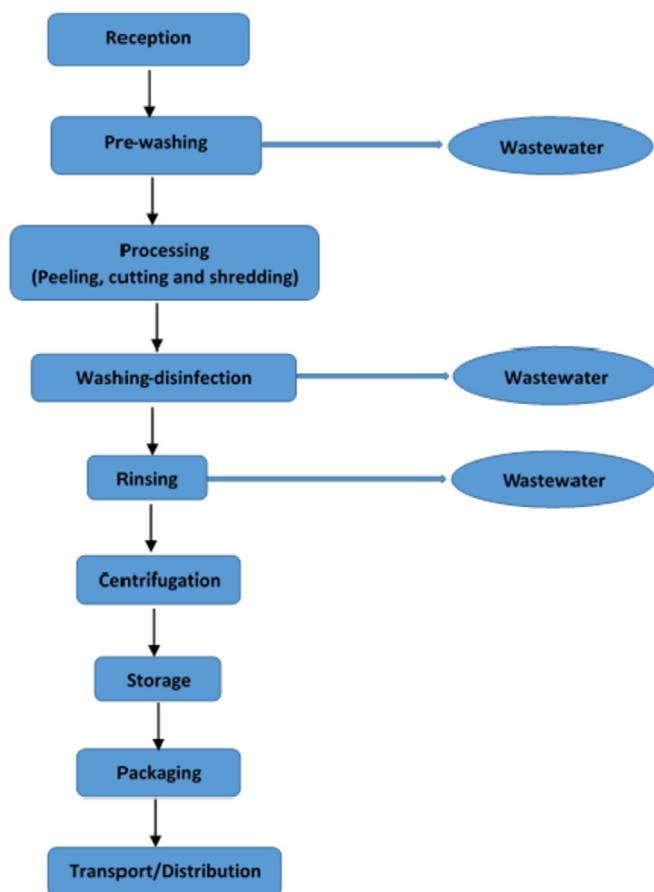 Reception
Pre-washing
Wastewater
Processing
(Peeling, cutting and shredding)
Washing-disinfection
Wastewater
Rinsing
Wastewater
Centrifugation
Storage
Packaging
Transport/Distribution